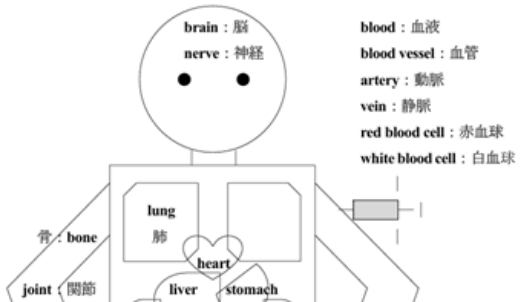 brain：脳
nerve：神経
blood：血液
blood vessel：血管
artery：動脈
vein：静脈
red blood cell：赤血球
white blood cell：白血球
lung
肺
骨：bone
heart
joint：関節
liver
stomach